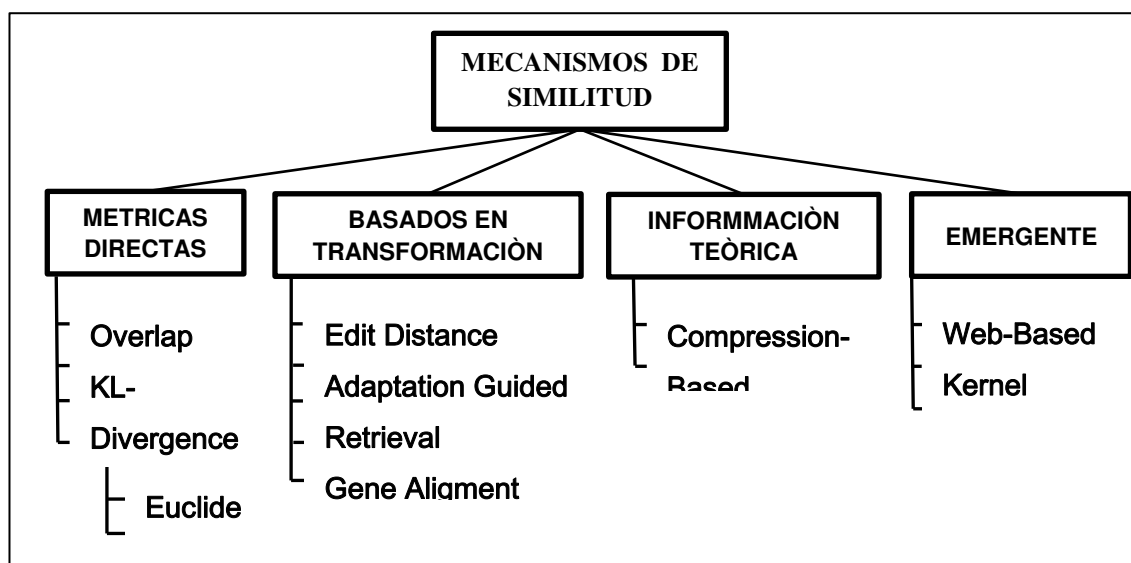 MECANISMOS DE
SIMILITUD
METRICAS
DIRECTAS
Overlap
KL-
Divergence
Euclide
BASADOS EN
TRANSFORMACIÒN
Edit Distance
Adaptation Guided
Retrieval
Gene Aligment
INFORMMACIÒN
TEÒRICA
Compression-
Based
EMERGENTE
Web-Based
Kernel